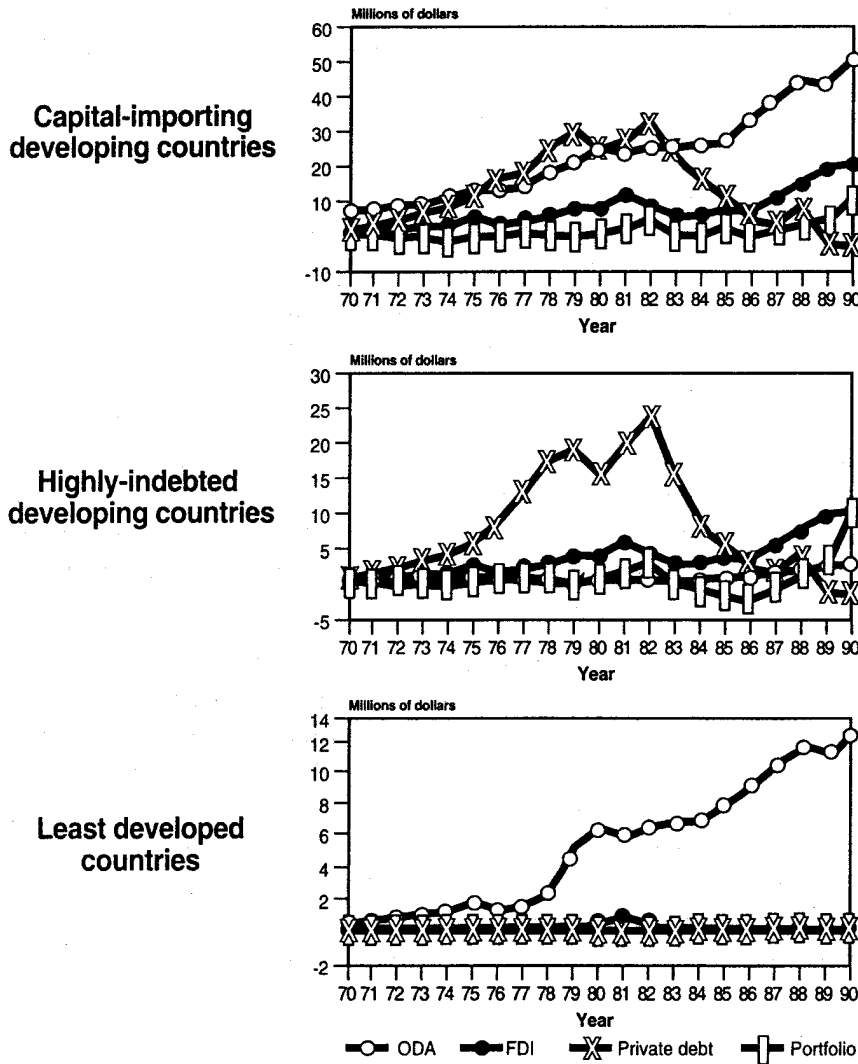 Capital-importing
developing countries
Millions of dollars
60
50
40
30
20
10
-10
70 71 72 73 74 75 76 77 78 79 80 81 82 83 84 85 86 87 88 89 90
Year
Highly-indebted
developing countries
Millions of dollars
30
25
20
15
10
5
-5
70 71 72 73 74 75 76 77 78 79 80 81 82 83 84 85 86 87 88 89 90
Year
Least developed
countries
Millions of dollars
14
12
10
8
6
4
2
-2
70 71 72 73 74 75 76 77 78 79 80 81 82 83 84 85 86 87 88 89 90
Year
ODA FDI Private debt Portfolio